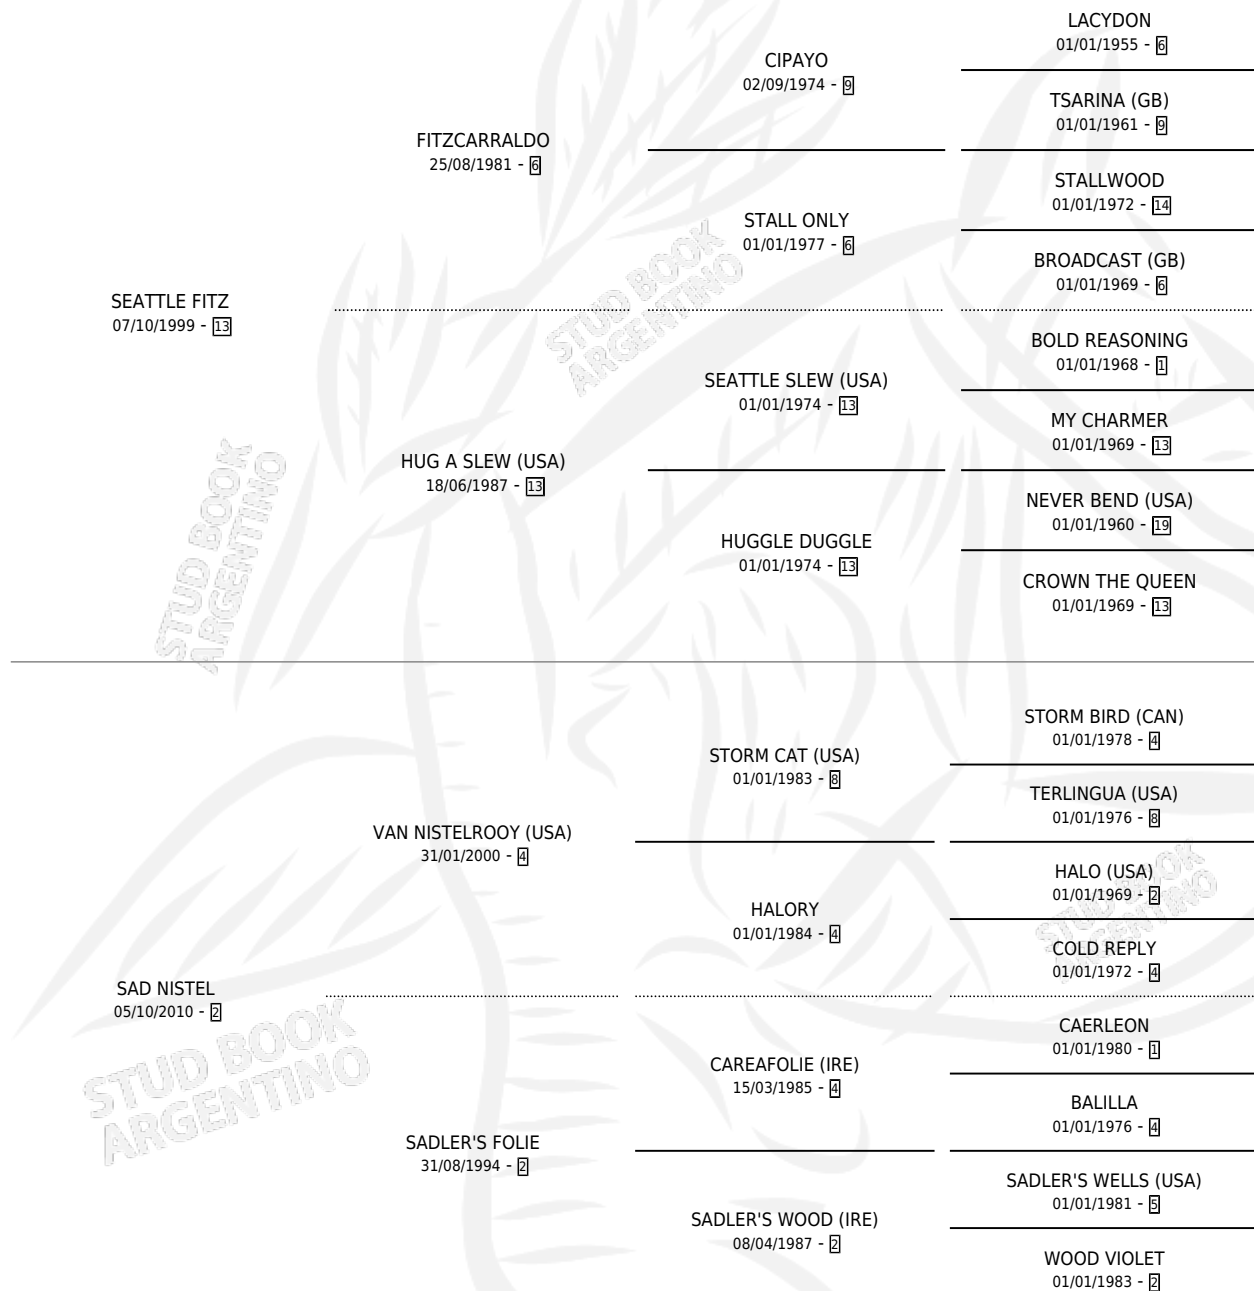 LACYDON
01/01/1955 - 6
CIPAYO
02/09/1974 - 9
TSARINA (GB)
01/01/1961 - 9
FITZCARRALDO
25/08/1981 - 6
STALLWOOD
01/01/1972 - 14
STALL ONLY
01/01/1977 - 6
BROADCAST (GB)
01/01/1969 - 6
SEATTLE FITZ
07/10/1999 - 13
BOLD REASONING
01/01/1968 - 1
SEATTLE SLEW (USA)
01/01/1974 - 13
MY CHARMER
01/01/1969 - 13
HUG A SLEW (USA)
18/06/1987 - 13
NEVER BEND (USA)
01/01/1960 - 19
HUGGLE DUGGLE
01/01/1974 - 13
CROWN THE QUEEN
01/01/1969 - 13
STUD BOOK
ARGENTINO
STUD BOOK
ARGENTINO
STORM BIRD (CAN)
01/01/1978 - 4
STORM CAT (USA)
01/01/1983 - 8
TERLINGUA (USA)
01/01/1976 - 8
VAN NISTELROOY (USA)
31/01/2000 - 4
HALO (USA)
01/01/1969 - 2
HALORY
01/01/1984 - 4
COLD REPLY
01/01/1972 - 4
SAD NISTEL
05/10/2010 - 2
CAERLEON
01/01/1980 - 1
CAREAFOLIE (IRE)
15/03/1985 - 4
BALILLA
01/01/1976 - 4
SADLER'S FOLIE
31/08/1994 - 2
SADLER'S WELLS (USA)
01/01/1981 - 5
SADLER'S WOOD (IRE)
08/04/1987 - 2
WOOD VIOLET
01/01/1983 - 2
STUD BOOK
ARGENTINO
STUD BOOK
ARGENTINO